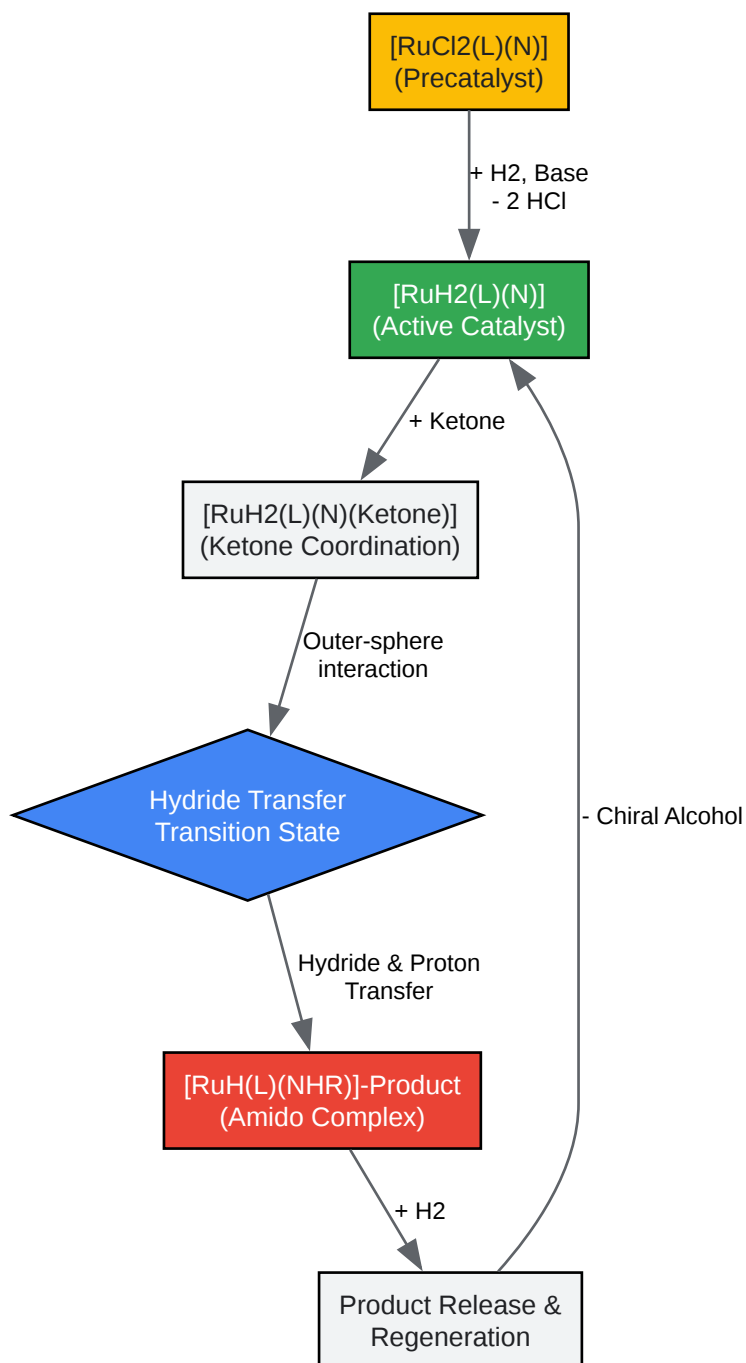 [RuCl2(L)(N)]
(Precatalyst)
+ H2, Base
- 2 HCl
[RuH2(L)(N)]
(Active Catalyst)
+ Ketone
[RuH2(L)(N)(Ketone)]
(Ketone Coordination)
Outer-sphere
interaction
Hydride Transfer
Transition State
- Chiral Alcohol
Hydride & Proton
Transfer
[RuH(L)(NHR)]-Product
(Amido Complex)
+ H2
Product Release &
Regeneration